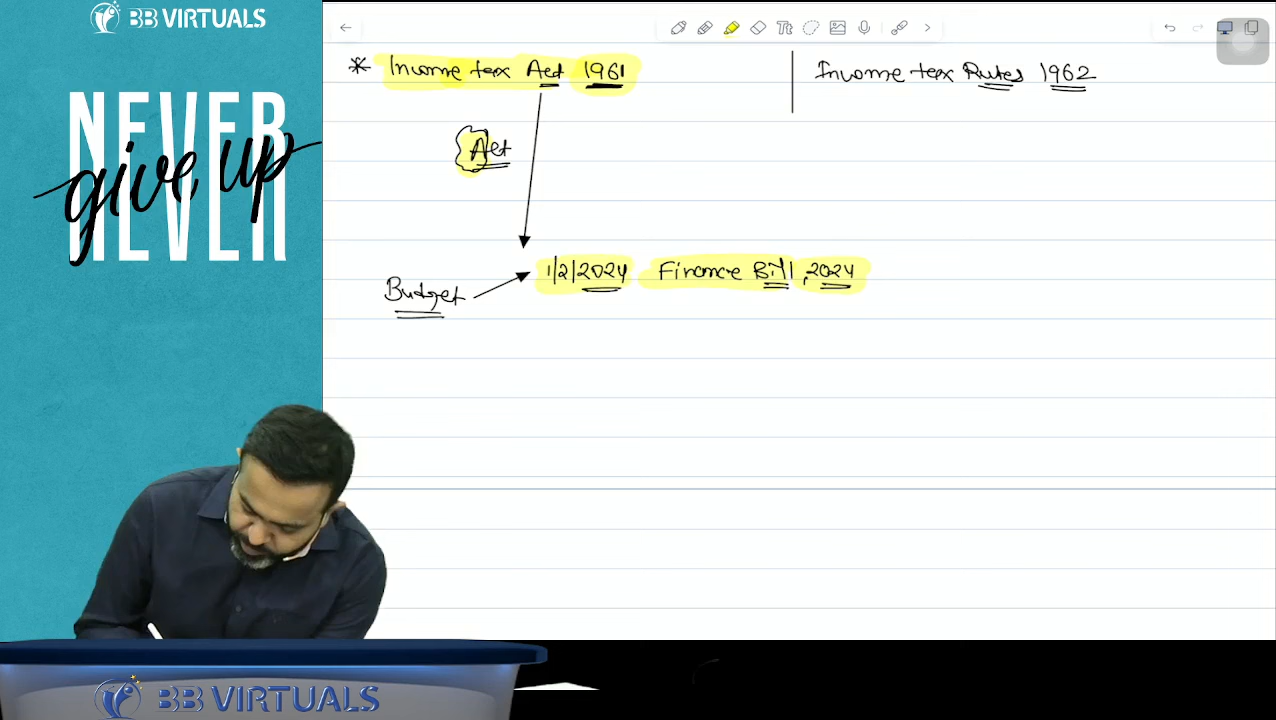 BB VIRTUALS
NEVER
give up
NEVER
* Income tax Act 1961
Income tax Rules 1962
Act
1/2/2024 Finance Bill, 2024
Budget
BB VIRTUALS